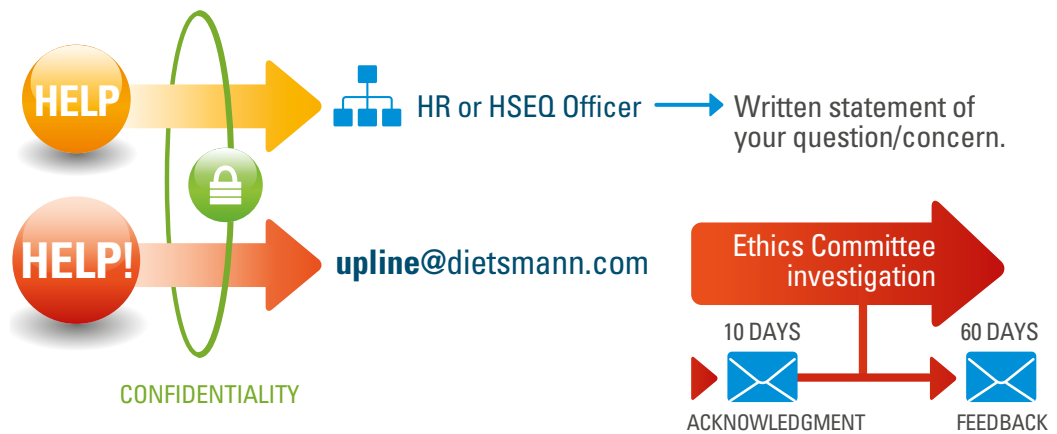 HELP
HR or HSEQ Officer
Written statement of
your question/concern.
HELP!
upline@dietsmann.com
Ethics Committee
investigation
10 DAYS
60 DAYS
ACKNOWLEDGMENT
FEEDBACK
CONFIDENTIALITY